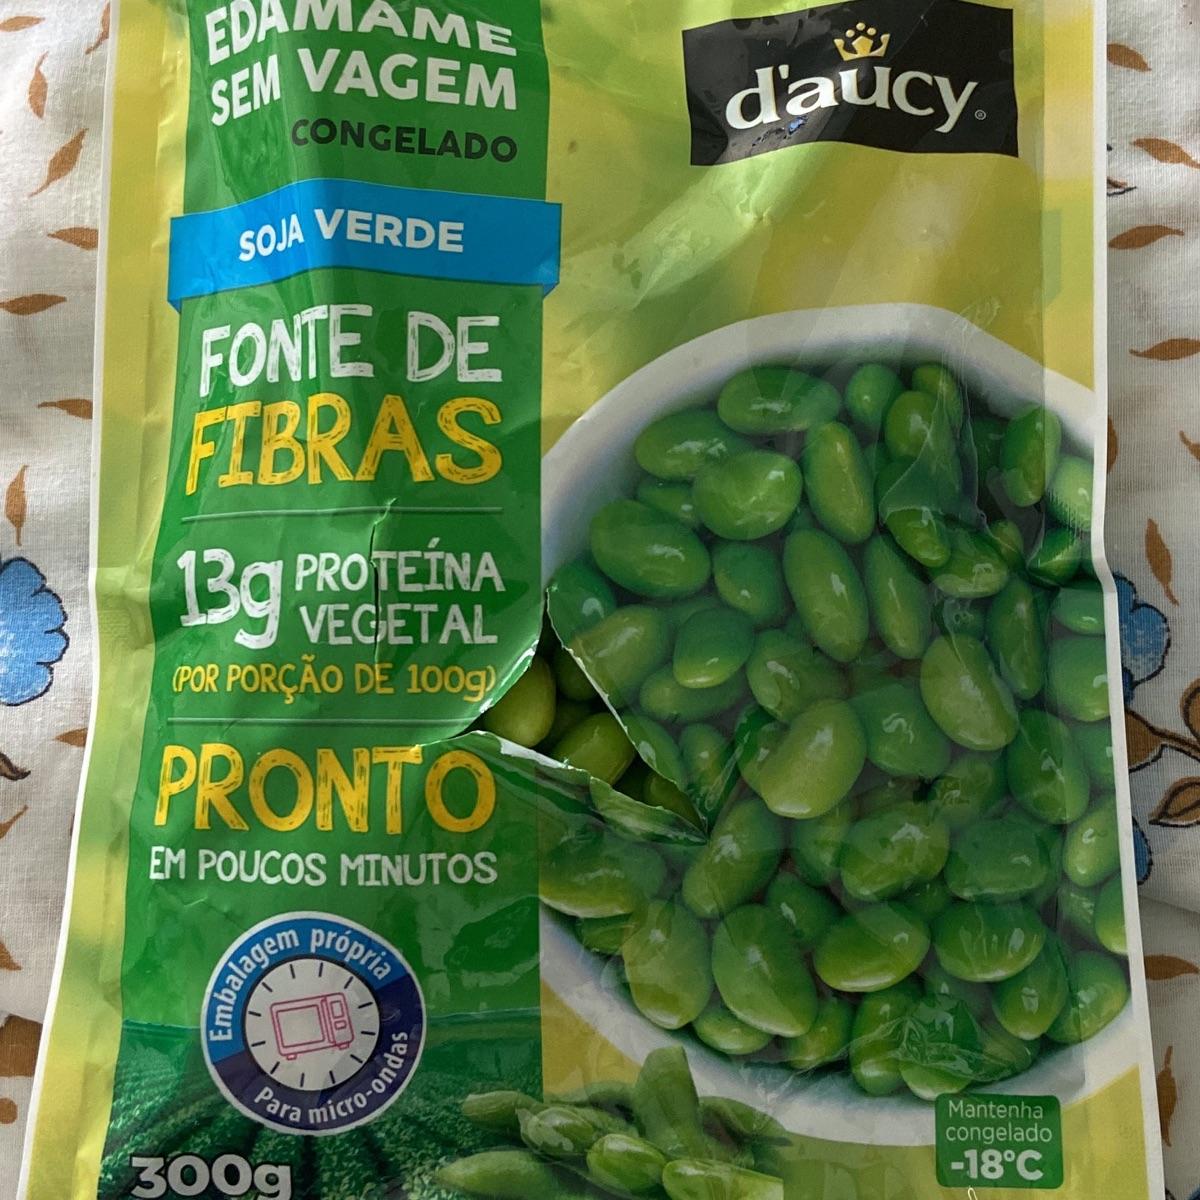 EDAMAME
SEM VAGEM
CONGELADO
d'aucy®
SOJA VERDE
FONTE DE
FIBRAS
13g PROTEÍNA
VEGETAL
(POR PORÇÃO DE 100g)
PRONTO
EM POUCOS MINUTOS
Embalagem própria
Para micro-ondas
300g
Mantenha
congelado
-18°C